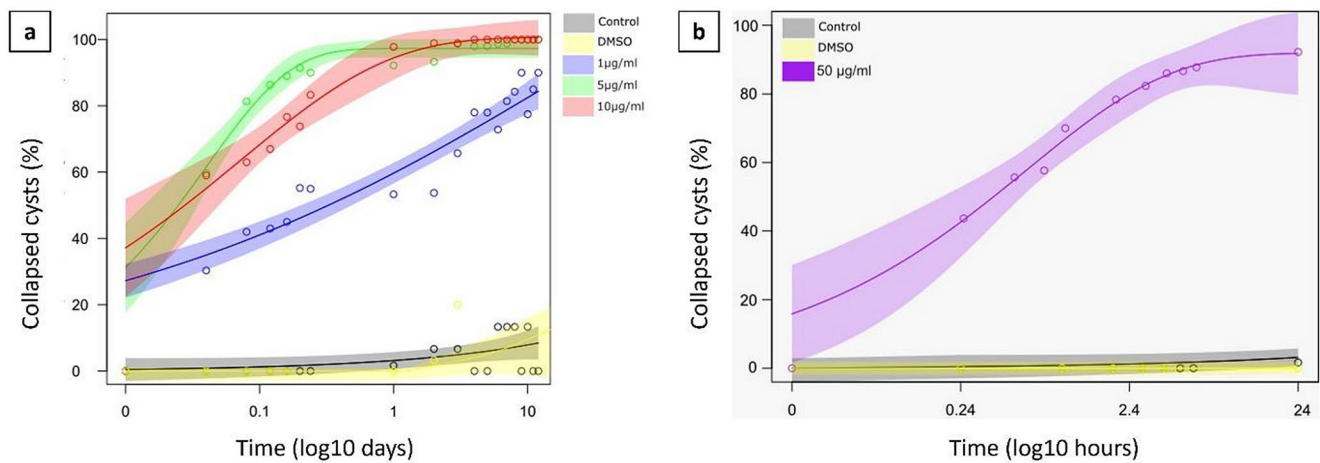 a
Control
DMSO
1μg/ml
5μg/ml
10μg/ml
100
80
60
40
20
0
Collapsed cysts (%)
0 0.1 1 10
Time (log10 days)
b
Control
DMSO
50 μg/ml
100
80
60
40
20
0
Collapsed cysts (%)
0 0.24 2.4 24
Time (log10 hours)